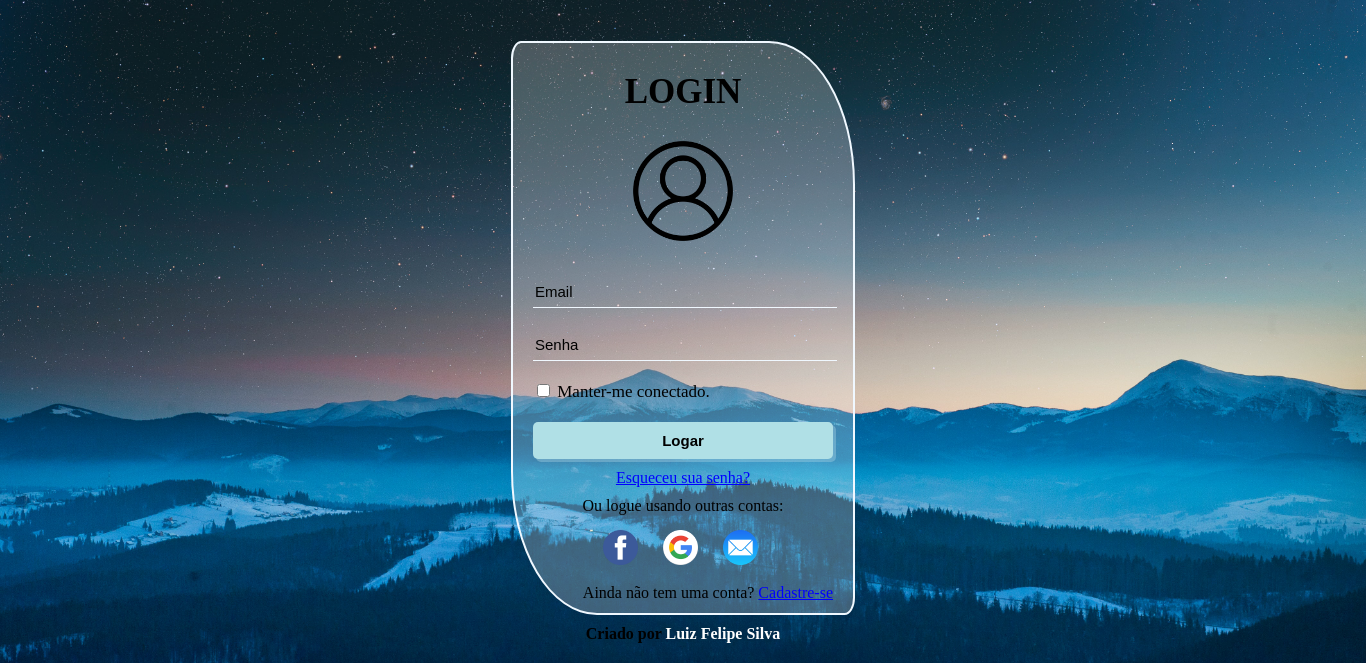 LOGIN
Email
Senha
Manter-me conectado.
Logar
Esqueceu sua senha?
Ou logue usando outras contas:
Ainda não tem uma conta? Cadastre-se
Criado por Luiz Felipe Silva